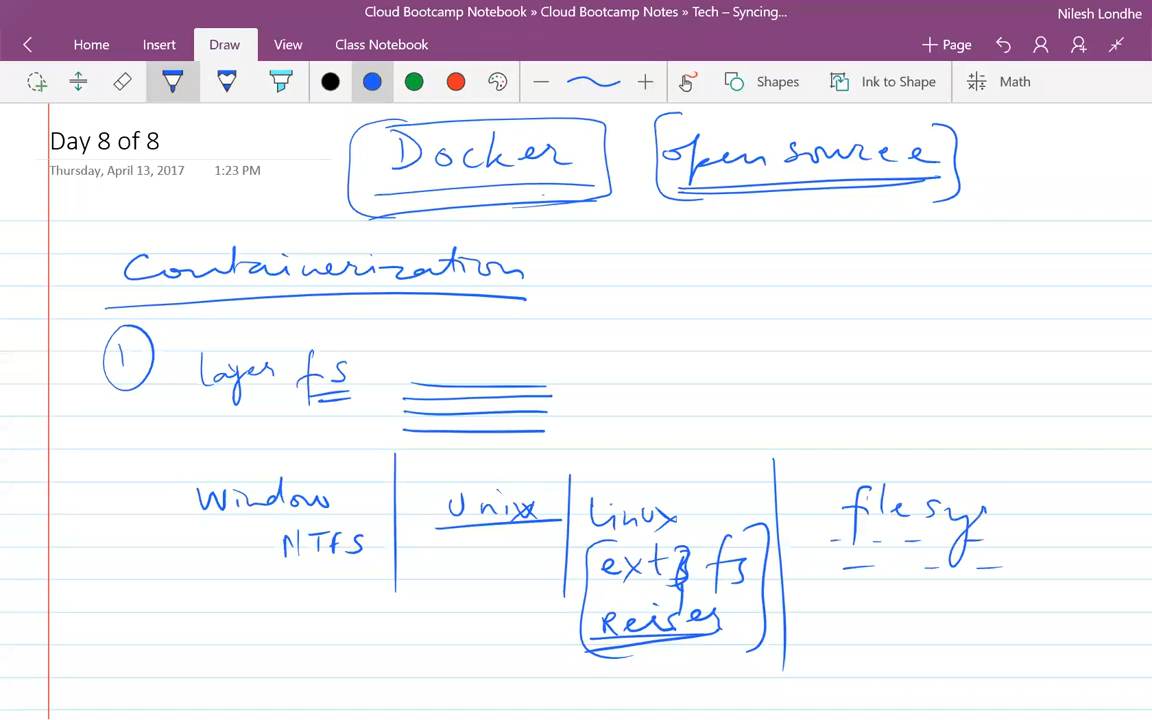 Cloud Bootcamp Notebook » Cloud Bootcamp Notes » Tech – Syncing...
Nilesh Londhe
Home Insert Draw View Class Notebook Page
Shapes Ink to Shape Math
Day 8 of 8
Thursday, April 13, 2017 1:23 PM
Docker open source
Containerization
1 Layer fs
Window Unix Linux file sys
NTFS ext3 fs
Reiser